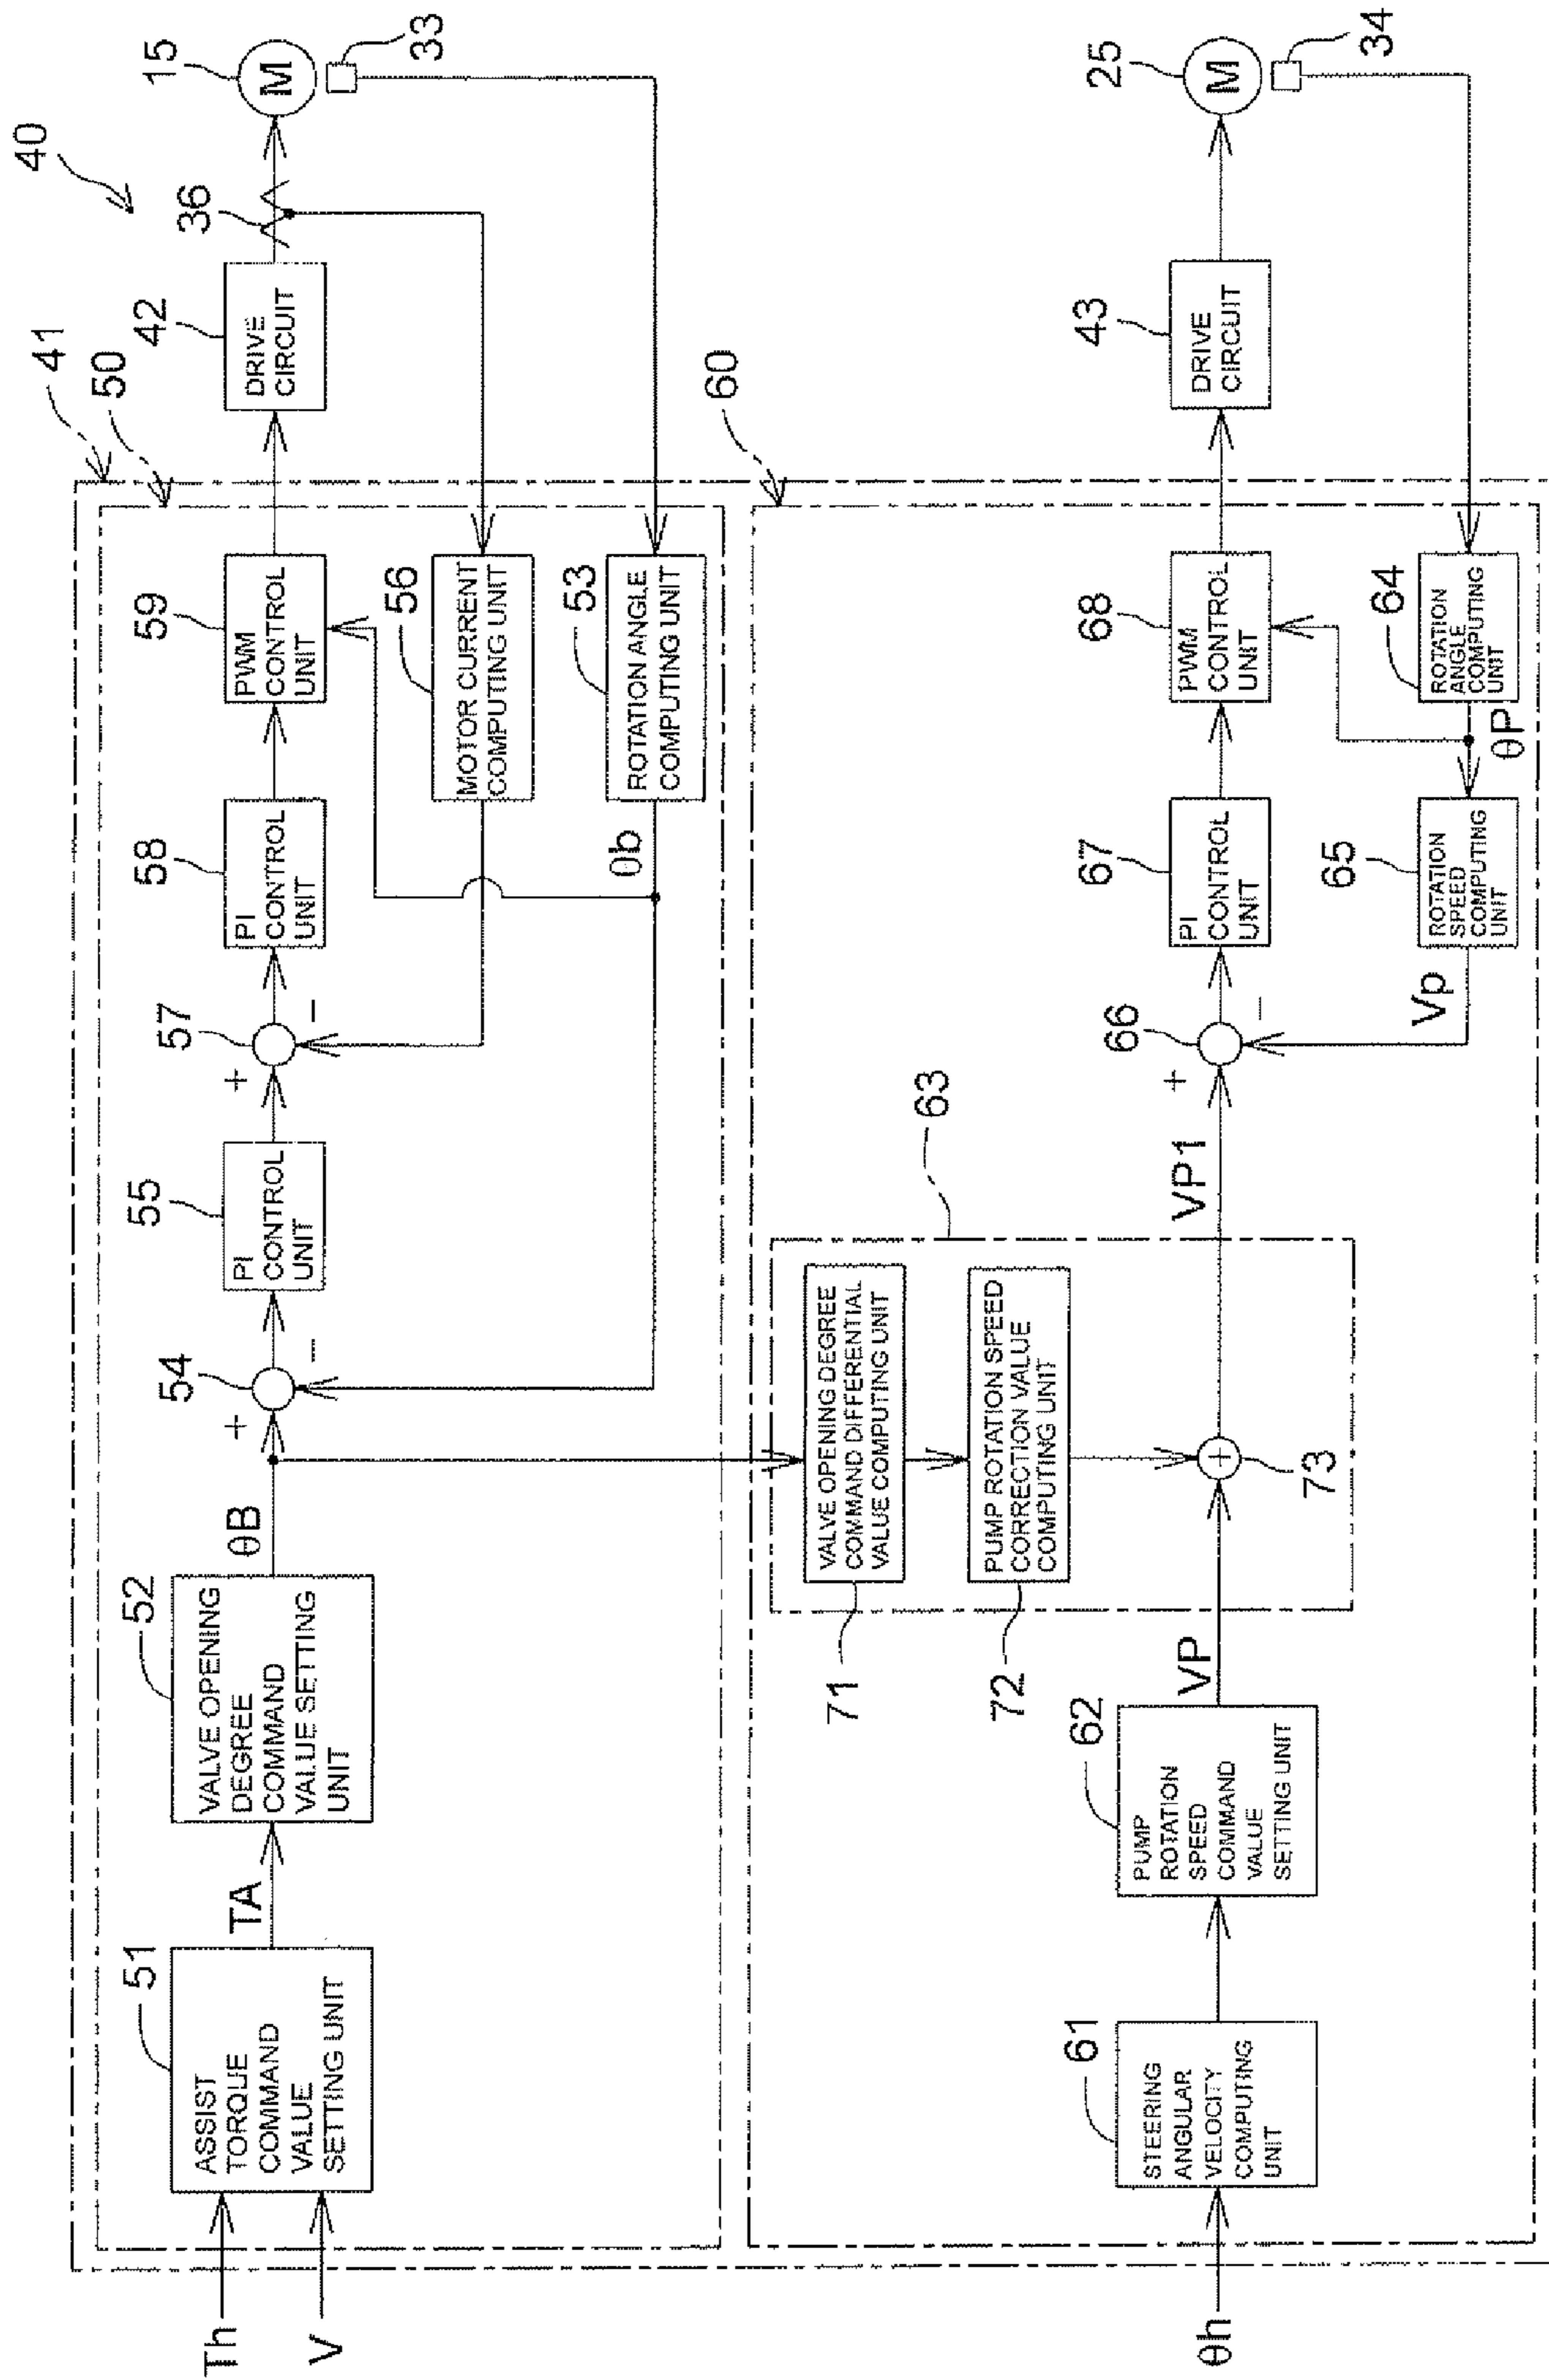 40
41
50
51
ASSIST
TORQUE
COMMAND
VALUE
SETTING UNIT
Th
V
TA
52
VALVE OPENING
DEGREE
COMMAND
VALUE SETTING
UNIT
θB
54
+
−
55
PI
CONTROL
UNIT
57
+
−
58
PI
CONTROL
UNIT
59
PWM
CONTROL
UNIT
42
DRIVE
CIRCUIT
36
15
M
33
56
MOTOR CURRENT
COMPUTING UNIT
53
ROTATION ANGLE
COMPUTING UNIT
θb
60
63
71
VALVE OPENING DEGREE
COMMAND DIFFERENTIAL
VALUE COMPUTING UNIT
72
PUMP ROTATION SPEED
CORRECTION VALUE
COMPUTING UNIT
θh
61
STEERING
ANGULAR
VELOCITY
COMPUTING
UNIT
62
PUMP
ROTATION
SPEED
COMMAND
VALUE
SETTING UNIT
VP
+
73
VP1
66
+
−
67
PI
CONTROL
UNIT
68
PWM
CONTROL
UNIT
43
DRIVE
CIRCUIT
25
M
34
Vp
65
ROTATION
SPEED
COMPUTING
UNIT
θP
64
ROTATION
ANGLE
COMPUTING
UNIT